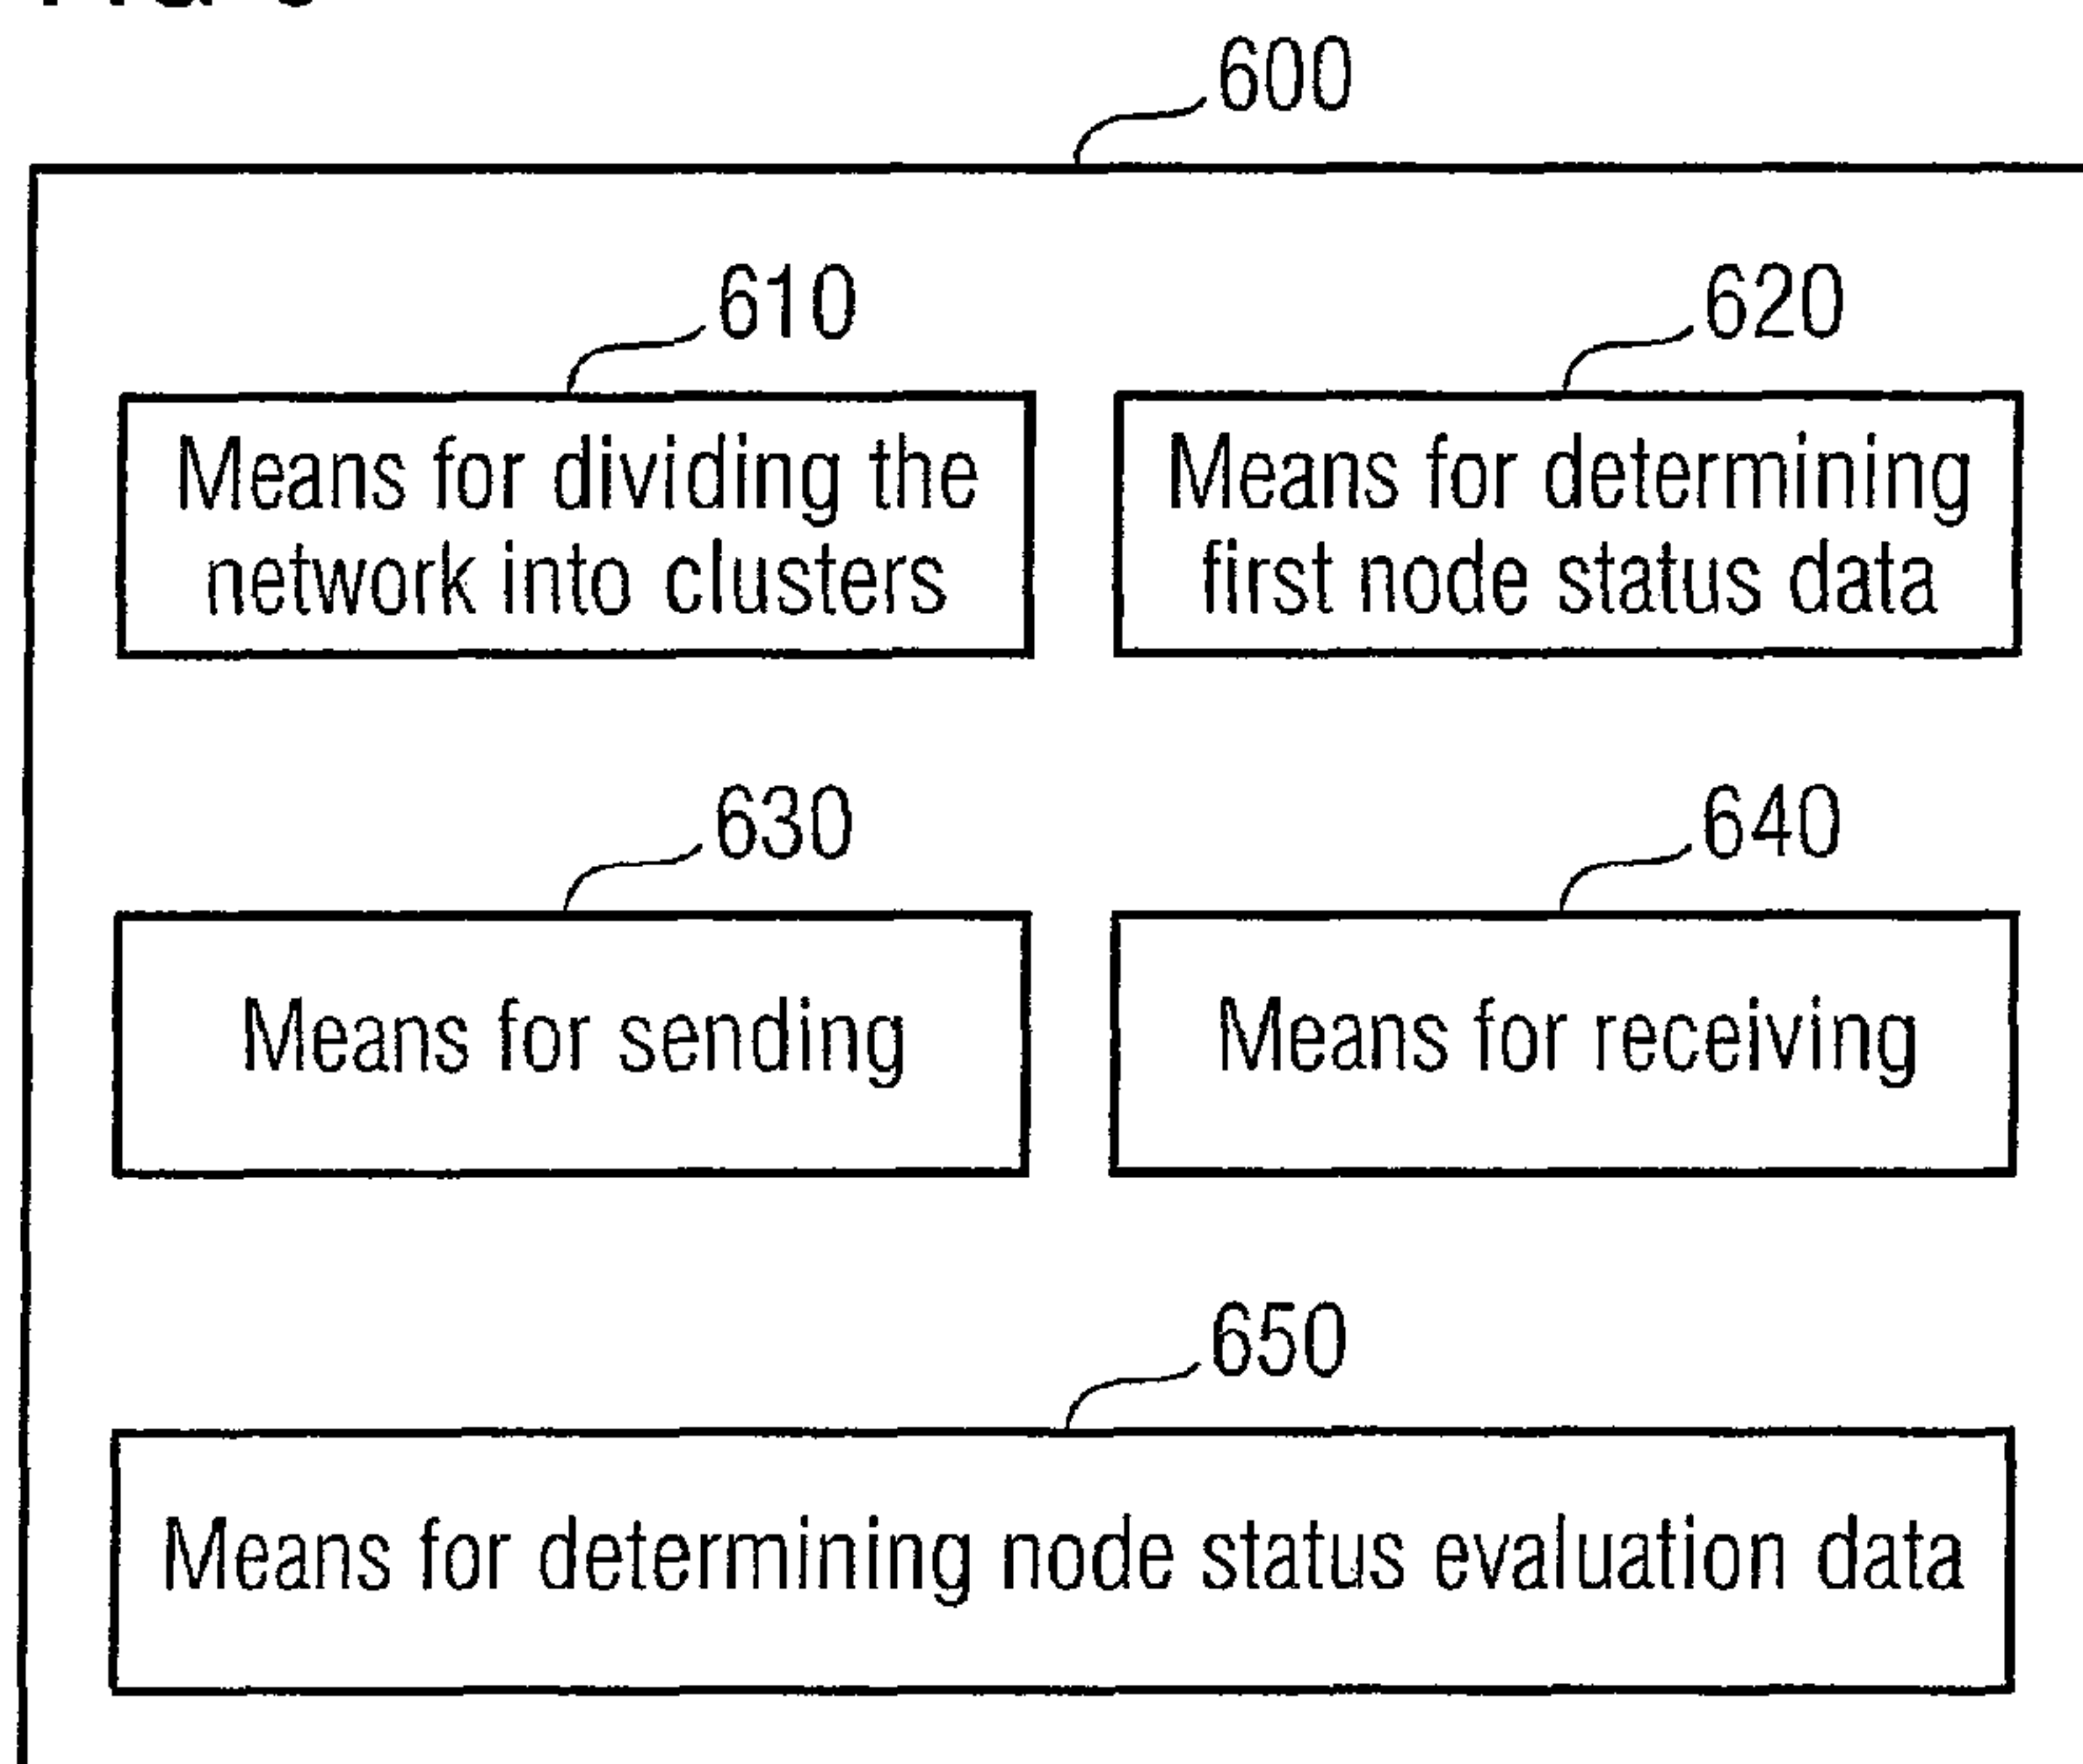 600
610
620
Means for dividing the
network into clusters
Means for determining
first node status data
630
640
Means for sending
Means for receiving
650
Means for determining node status evaluation data